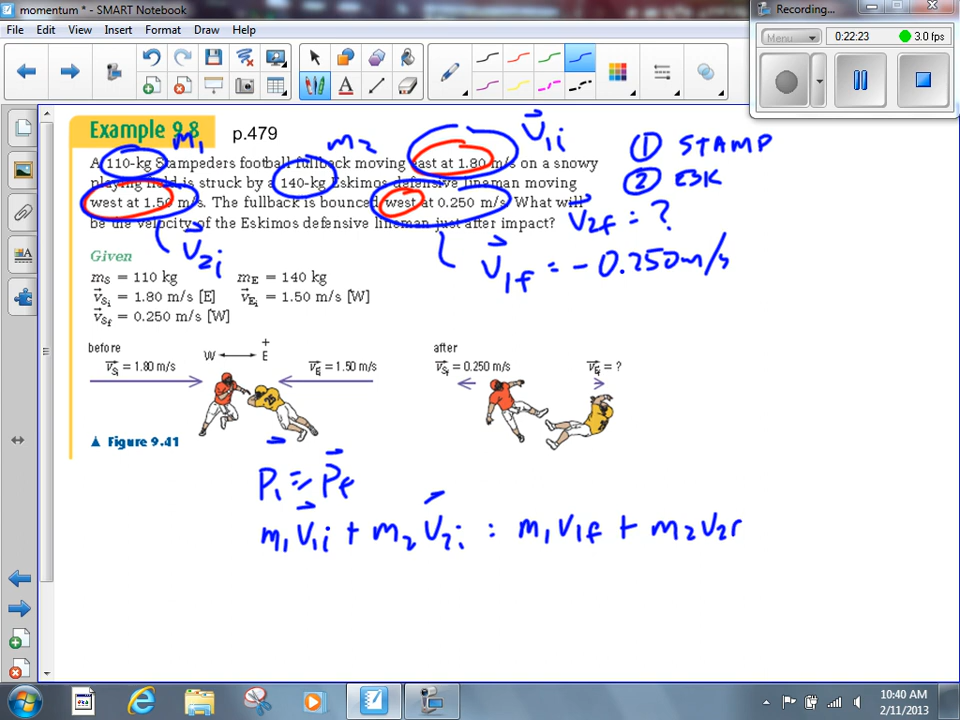 momentum * - SMART Notebook
Recording...
File Edit View Insert Format Draw Help
Menu
0:22:23
3.0 fps
Example 9.8
p.479
m1
m2
V1i
① STAMP
② ESK
A 110-kg Stampeders football fullback moving east at 1.80 m/s on a snowy
playing field is struck by a 140-kg Eskimos defensive lineman moving
west at 1.50 m/s. The fullback is bounced west at 0.250 m/s. What will
be the velocity of the Eskimos defensive lineman just after impact?
V2f = ?
V2i
V1f = -0.250m/s
Given
mS = 110 kg mE = 140 kg
vSi = 1.80 m/s [E] vEi = 1.50 m/s [W]
vSf = 0.250 m/s [W]
before
+
W E
vSi = 1.80 m/s
vEi = 1.50 m/s
after
vSf = 0.250 m/s
vEf = ?
25
▲ Figure 9.41
Pi = Pf
m1V1i + m2V2i = m1V1f + m2V2f
10:40 AM
2/11/2013